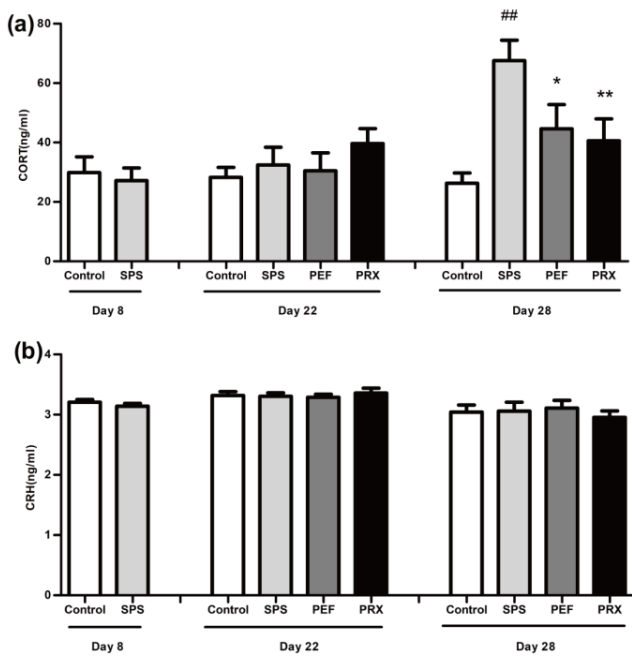 (a)
80
60
40
20
0
CORT(ng/ml)
##
*
**
Control SPS Control SPS PEF PRX Control SPS PEF PRX
Day 8 Day 22 Day 28
(b)
4
3
2
1
0
CRH(ng/ml)
Control SPS Control SPS PEF PRX Control SPS PEF PRX
Day 8 Day 22 Day 28